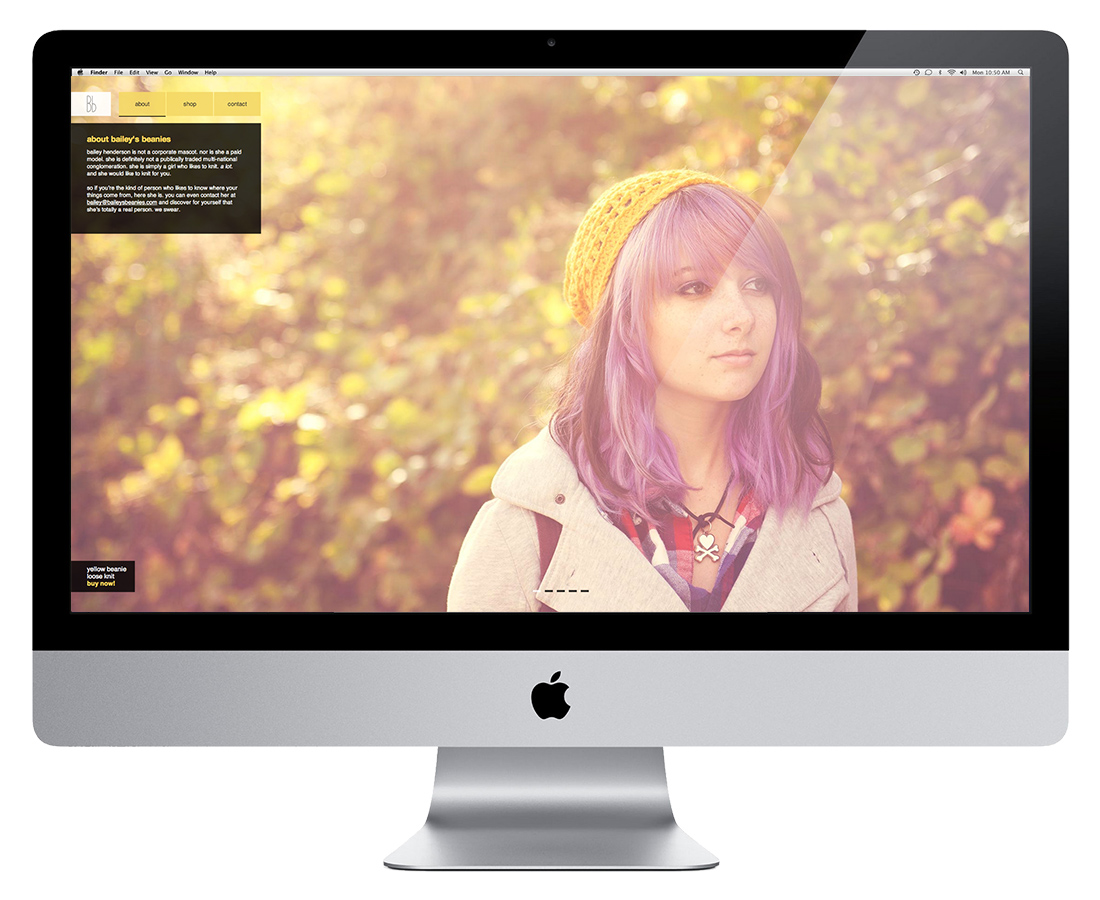 Finder File Edit View Go Window Help
Mon 10:50 AM
Bb
about shop contact
about bailey's beanies
bailey henderson is not a corporate mascot. nor is she a paid
model. she is definitely not a publically traded multi-national
conglomeration. she is simply a girl who likes to knit. a lot.
and she would like to knit for you.
so if you're the kind of person who likes to know where your
things come from, here she is. you can even contact her at
bailey@baileysbeanies.com and discover for yourself that
she's totally a real person. we swear.
yellow beanie
loose knit
buy now!